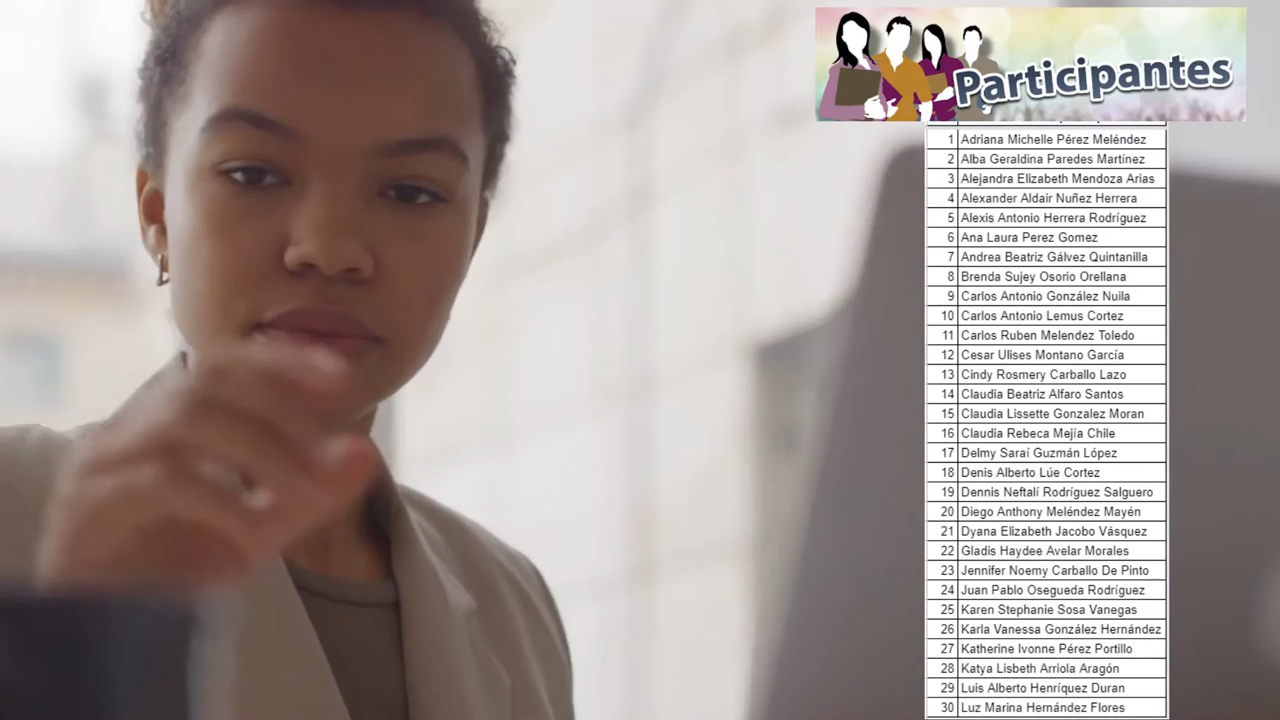 Participantes
1 Adriana Michelle Pérez Meléndez
2 Alba Geraldina Paredes Martínez
3 Alejandra Elizabeth Mendoza Arias
4 Alexander Aldair Nuñez Herrera
5 Alexis Antonio Herrera Rodríguez
6 Ana Laura Perez Gomez
7 Andrea Beatriz Gálvez Quintanilla
8 Brenda Sujey Osorio Orellana
9 Carlos Antonio González Nuila
10 Carlos Antonio Lemus Cortez
11 Carlos Ruben Melendez Toledo
12 Cesar Ulises Montano García
13 Cindy Rosmery Carballo Lazo
14 Claudia Beatriz Alfaro Santos
15 Claudia Lissette Gonzalez Moran
16 Claudia Rebeca Mejía Chile
17 Delmy Saraí Guzmán López
18 Denis Alberto Lúe Cortez
19 Dennis Neftalí Rodríguez Salguero
20 Diego Anthony Meléndez Mayén
21 Dyana Elizabeth Jacobo Vásquez
22 Gladis Haydee Avelar Morales
23 Jennifer Noemy Carballo De Pinto
24 Juan Pablo Osegueda Rodríguez
25 Karen Stephanie Sosa Vanegas
26 Karla Vanessa González Hernández
27 Katherine Ivonne Pérez Portillo
28 Katya Lisbeth Arriola Aragón
29 Luis Alberto Henríquez Duran
30 Luz Marina Hernández Flores